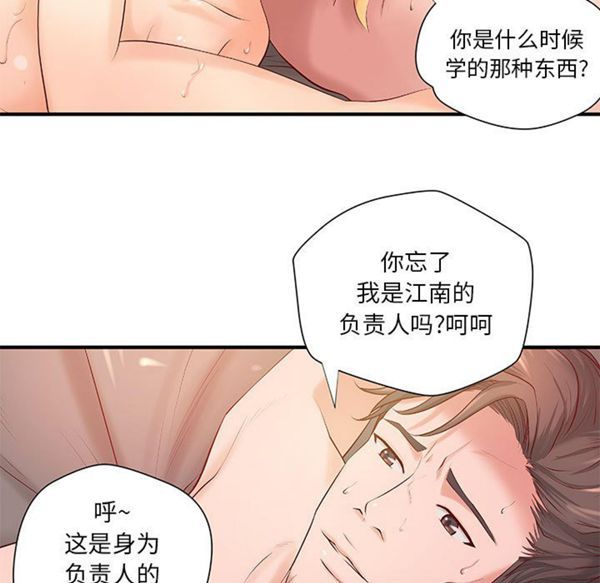 你是什么时候
学的那种东西?
你忘了
我是江南的
负责人吗?呵呵
呼~
这是身为
负责人的